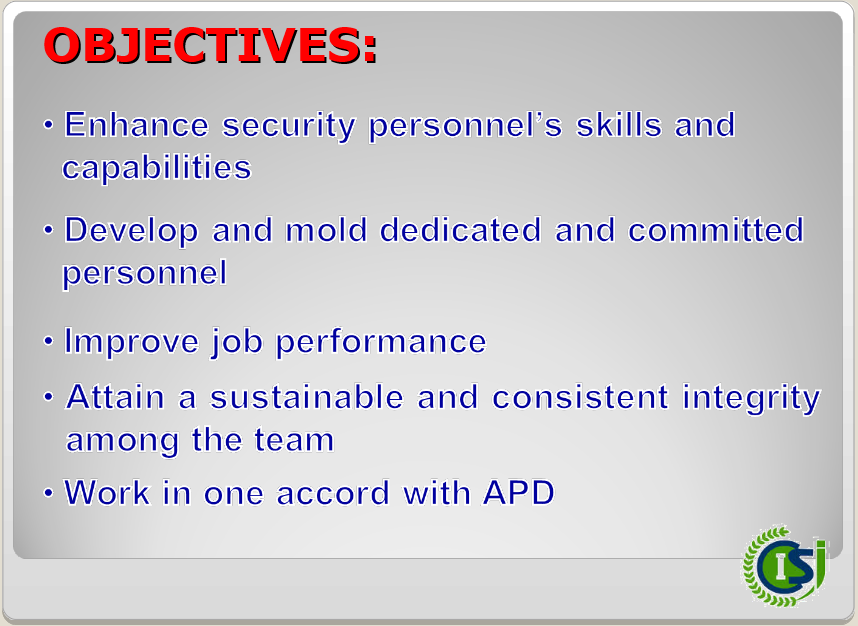 OBJECTIVES:
• Enhance security personnel’s skills and
capabilities
• Develop and mold dedicated and committed
personnel
• Improve job performance
• Attain a sustainable and consistent integrity
among the team
• Work in one accord with APD
CISJ